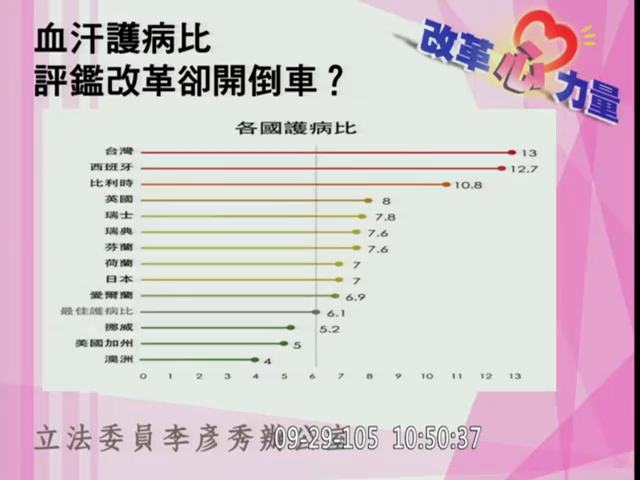 血汗護病比
評鑑改革卻開倒車？
改革心力量
各國護病比
台灣 13
西班牙 12.7
比利時 10.8
英國 8
瑞士 7.8
瑞典 7.6
芬蘭 7.6
荷蘭 7
日本 7
愛爾蘭 6.9
最佳護病比 6.1
挪威 5.2
美國加州 5
澳洲 4
0 1 2 3 4 5 6 7 8 9 10 11 12 13
立法委員李彥秀辦公室
09:29:105 10:50:37